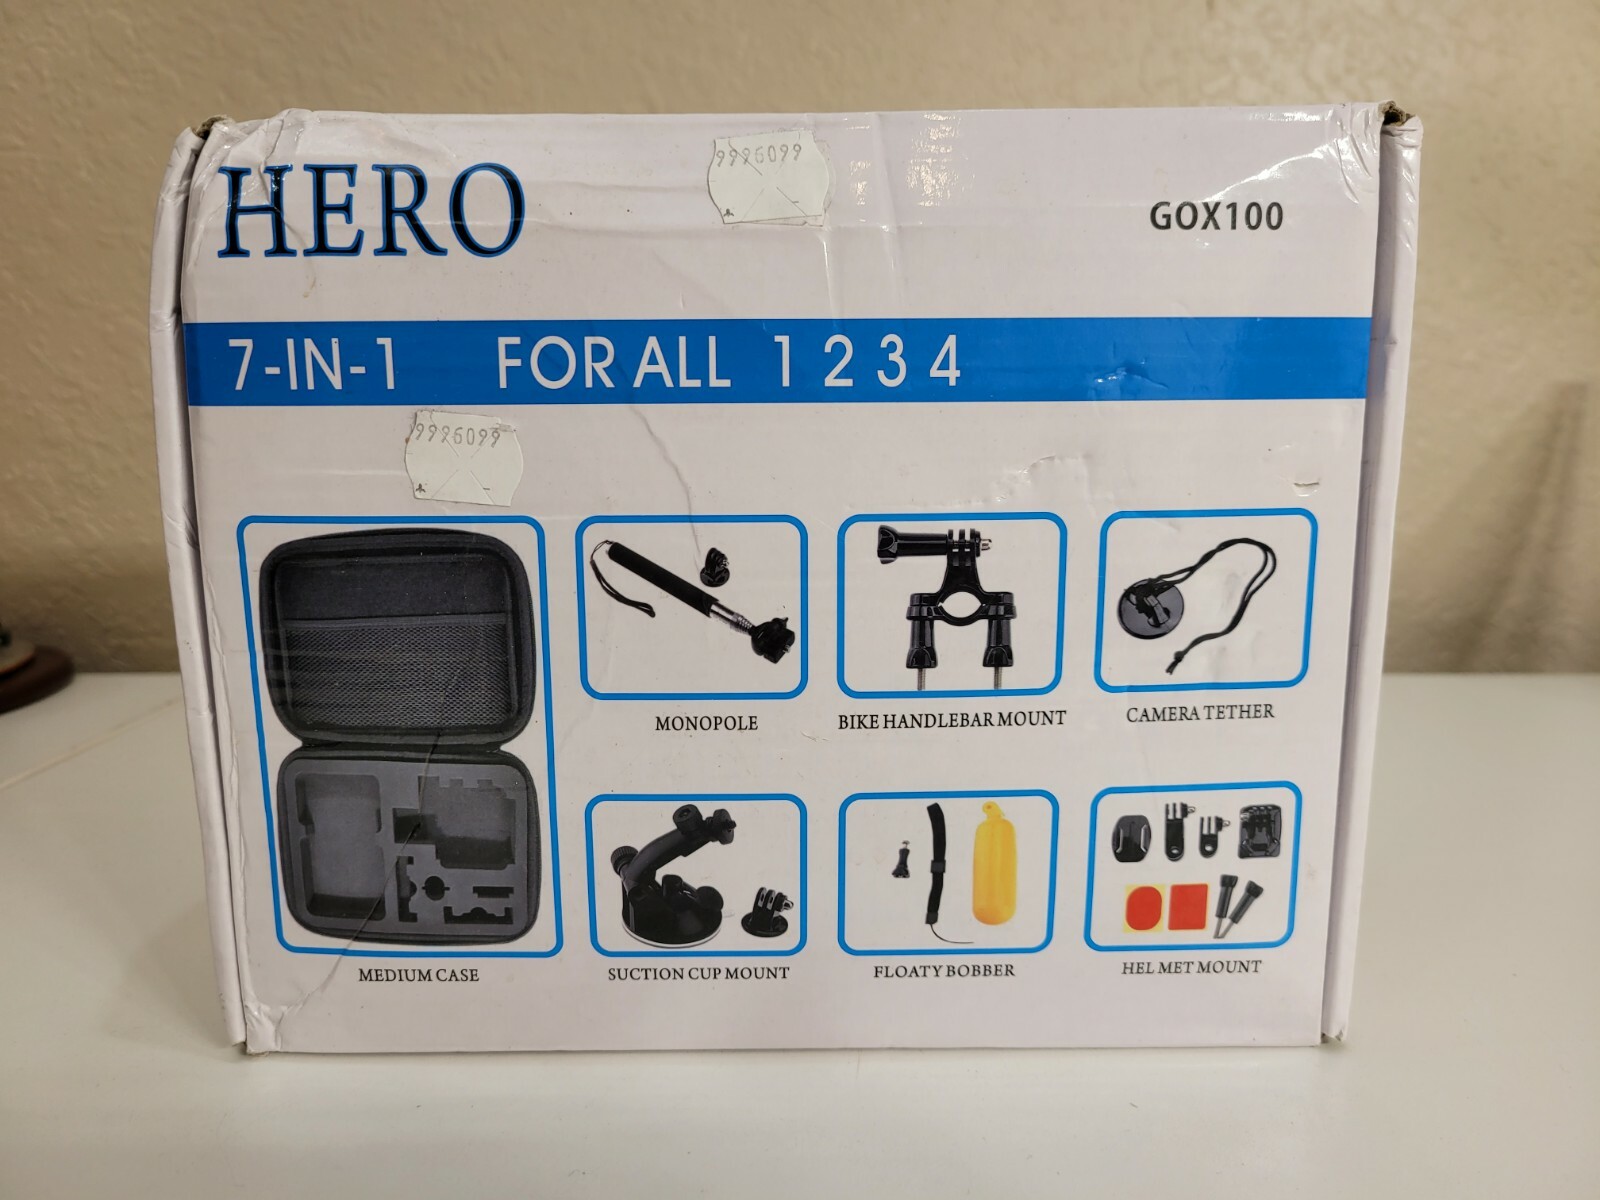 HERO
9996099
GOX100
7-IN-1 FOR ALL 1 2 3 4
9996099
MONOPOLE
BIKE HANDLEBAR MOUNT
CAMERA TETHER
MEDIUM CASE
SUCTION CUP MOUNT
FLOATY BOBBER
HEL MET MOUNT